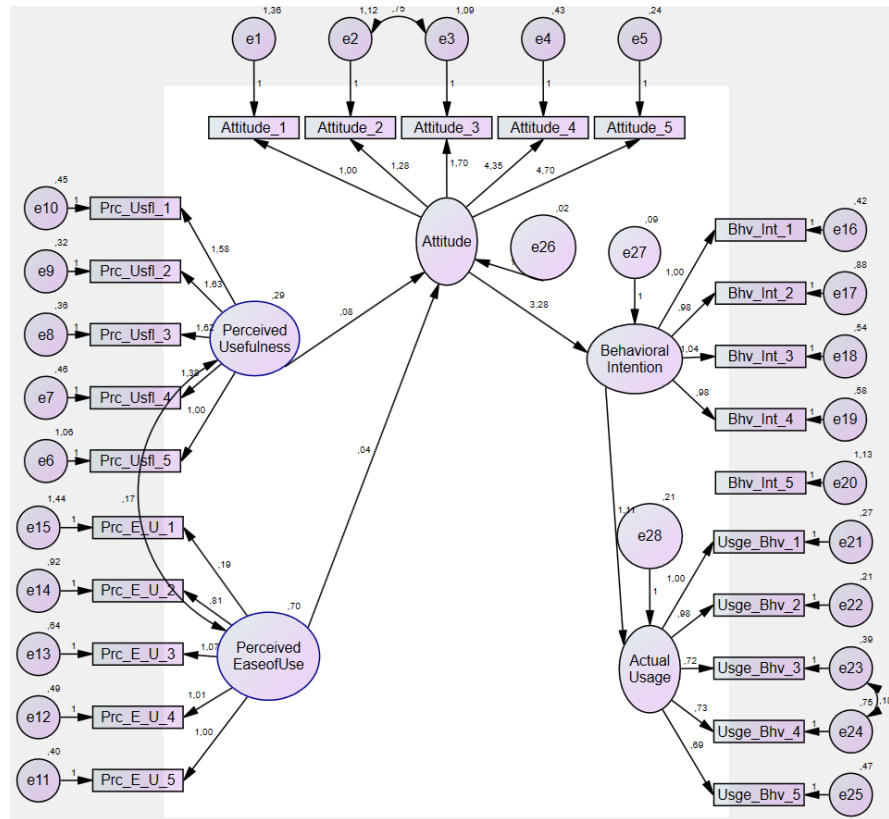 1,36
1,12
,75
1,09
,43
,24
e1
e2
e3
e4
e5
1
1
1
1
1
Attitude_1
Attitude_2
Attitude_3
Attitude_4
Attitude_5
1,00
1,28
1,70
4,35
4,70
Attitude
,02
e26
,09
e27
1
,45
e10
1
Prc_Usfl_1
,32
e9
1
Prc_Usfl_2
,36
e8
1
Prc_Usfl_3
,46
e7
1
Prc_Usfl_4
1,06
e6
1
Prc_Usfl_5
1,58
1,63
1,62
1,38
1,00
,29
Perceived
Usefulness
,08
,04
,17
3,28
1,44
e15
1
Prc_E_U_1
,92
e14
1
Prc_E_U_2
,64
e13
1
Prc_E_U_3
,49
e12
1
Prc_E_U_4
,40
e11
1
Prc_E_U_5
,19
,81
1,07
1,01
1,00
,70
Perceived
EaseofUse
Behavioral
Intention
1,00
,98
1,04
,98
Bhv_Int_1
1
e16
,42
Bhv_Int_2
1
e17
,88
Bhv_Int_3
1
e18
,54
Bhv_Int_4
1
e19
,58
Bhv_Int_5
1
e20
1,13
1,11
,21
e28
1
Actual
Usage
1,00
,98
,72
,73
,69
Usge_Bhv_1
1
e21
,27
Usge_Bhv_2
1
e22
,21
Usge_Bhv_3
1
e23
,39
Usge_Bhv_4
1
e24
,75
,18
Usge_Bhv_5
1
e25
,47